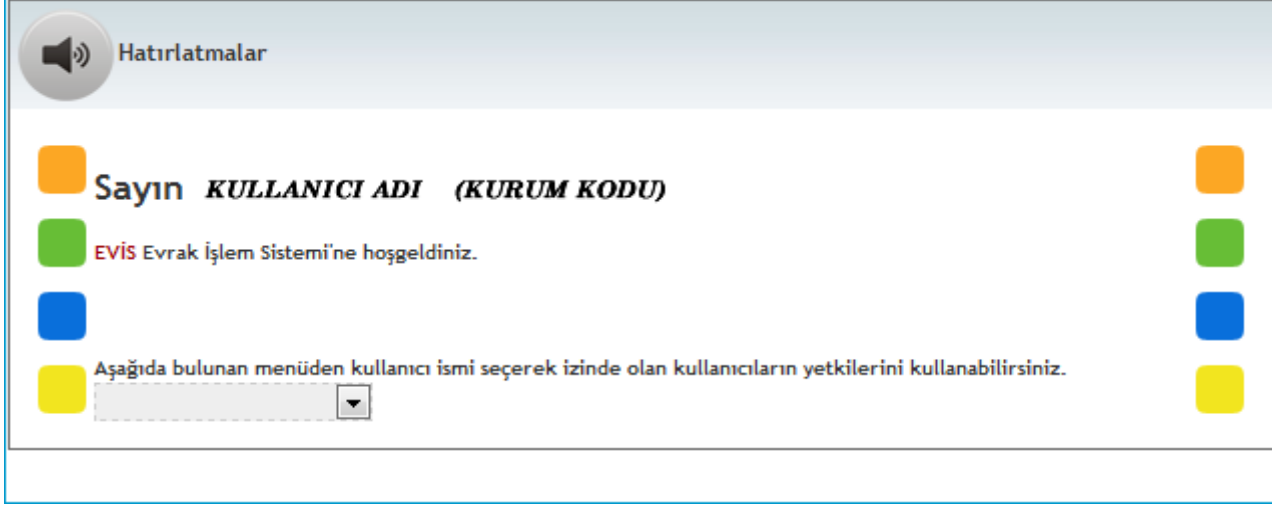 Hatırlatmalar
Sayın KULLANICI ADI (KURUM KODU)
EVİS Evrak İşlem Sistemi'ne hoşgeldiniz.
Aşağıda bulunan menüden kullanıcı ismi seçerek izinde olan kullanıcıların yetkilerini kullanabilirsiniz.